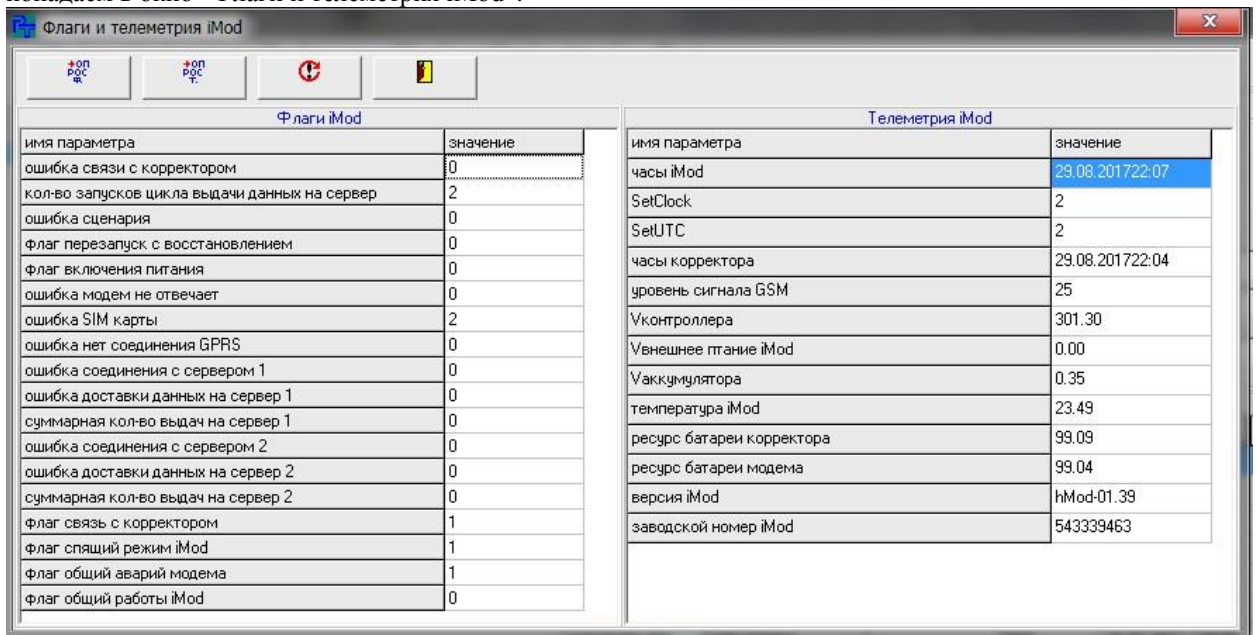 попадаем в окно "Флаги и телеметрия iMod":
Флаги и телеметрия iMod
опрос ф. опрос т.
Флаги iMod
имя параметра значение
ошибка связи с корректором 0
кол-во запусков цикла выдачи данных на сервер 2
ошибка сценария 0
флаг перезапуск с восстановлением 0
флаг включения питания 0
ошибка модем не отвечает 0
ошибка SIM карты 2
ошибка нет соединения GPRS 0
ошибка соединения с сервером 1 0
ошибка доставки данных на сервер 1 0
суммарная кол-во выдач на сервер 1 0
ошибка соединения с сервером 2 0
ошибка доставки данных на сервер 2 0
суммарная кол-во выдач на сервер 2 0
флаг связь с корректором 1
флаг спящий режим iMod 1
флаг общий аварий модема 1
флаг общий работы iMod 0
Телеметрия iMod
имя параметра значение
часы iMod 29.08.201722:07
SetClock 2
SetUTC 2
часы корректора 29.08.201722:04
уровень сигнала GSM 25
Vконтроллера 301.30
Vвнешнее птание iMod 0.00
Vаккумулятора 0.35
температура iMod 23.49
ресурс батареи корректора 99.09
ресурс батареи модема 99.04
версия iMod hMod-01.39
заводской номер iMod 543339463